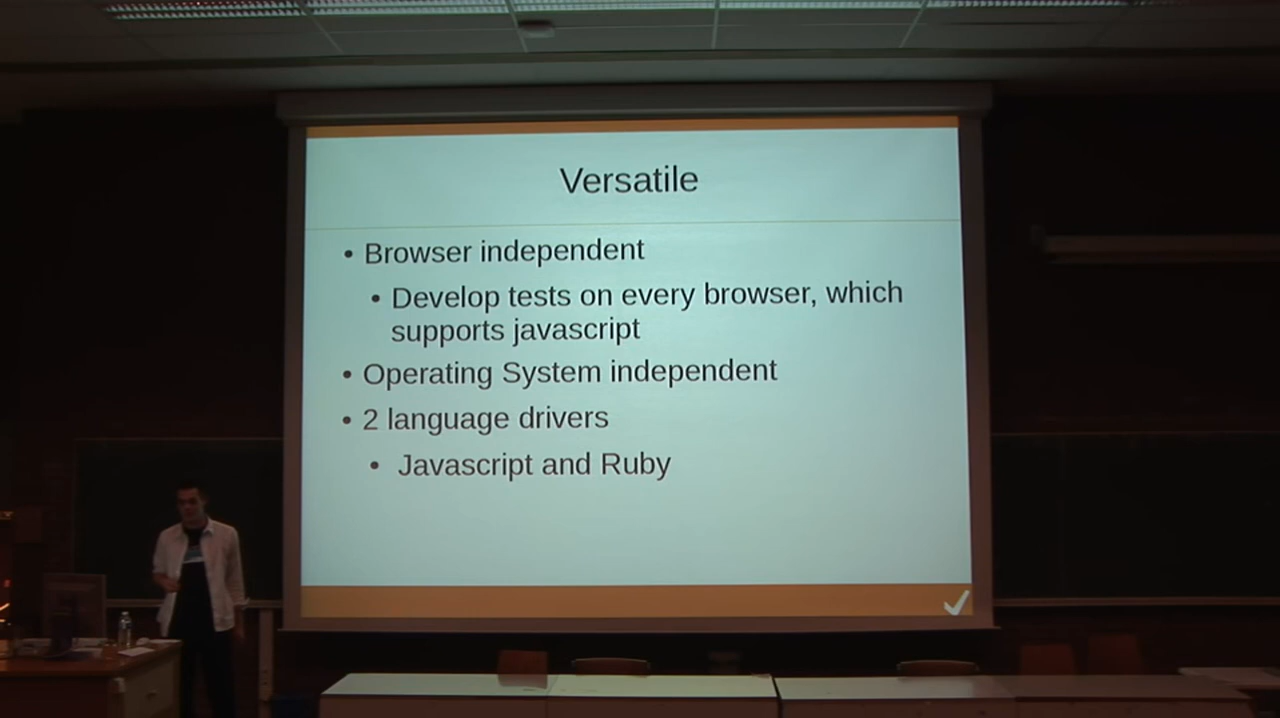 Versatile
• Browser independent
• Develop tests on every browser, which
supports javascript
• Operating System independent
• 2 language drivers
• Javascript and Ruby